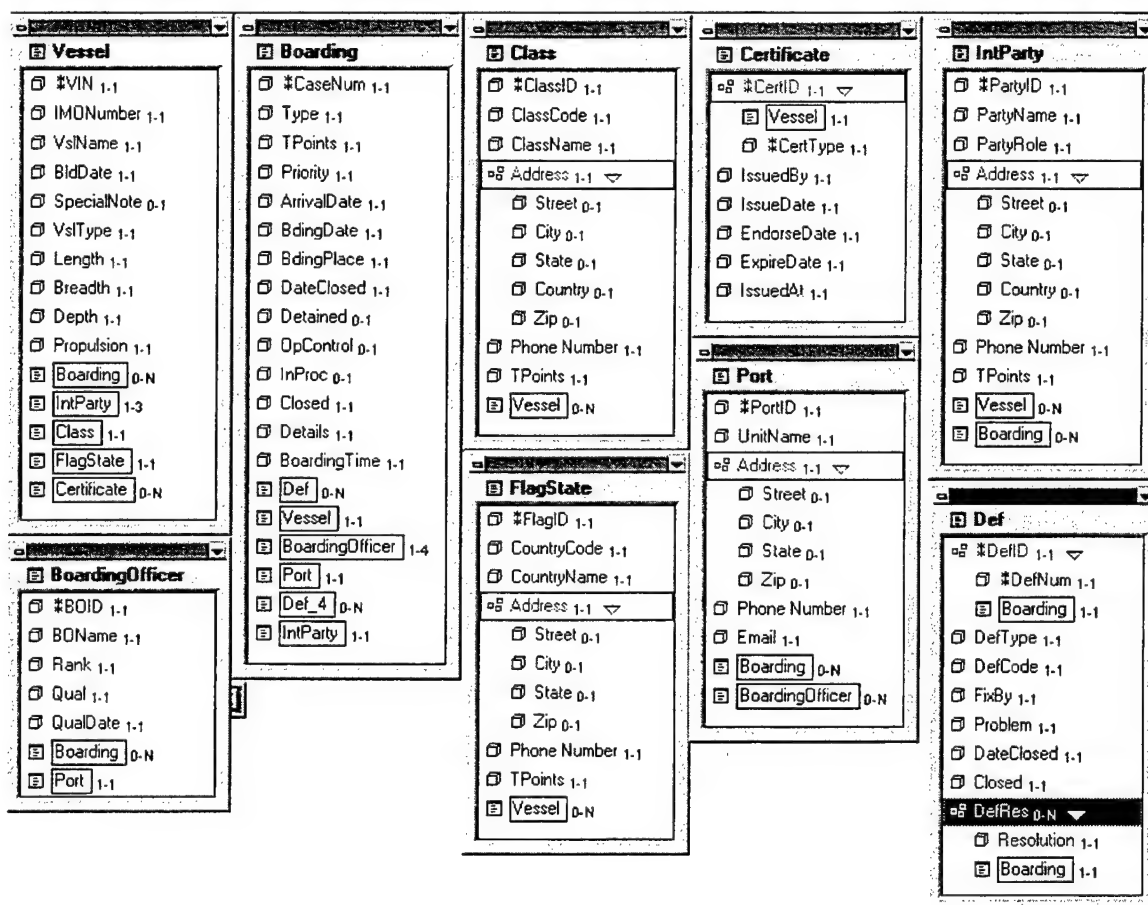 Vessel
⁑VIN 1-1
IMONumber 1-1
VslName 1-1
BldDate 1-1
SpecialNote 0-1
VslType 1-1
Length 1-1
Breadth 1-1
Depth 1-1
Propulsion 1-1
Boarding 0-N
IntParty 1-3
Class 1-1
FlagState 1-1
Certificate 0-N
BoardingOfficer
⁑BOID 1-1
BOName 1-1
Rank 1-1
Qual 1-1
QualDate 1-1
Boarding 0-N
Port 1-1
Boarding
⁑CaseNum 1-1
Type 1-1
TPoints 1-1
Priority 1-1
ArrivalDate 1-1
BdingDate 1-1
BdingPlace 1-1
DateClosed 1-1
Detained 0-1
OpControl 0-1
InProc 0-1
Closed 1-1
Details 1-1
BoardingTime 1-1
Def 0-N
Vessel 1-1
BoardingOfficer 1-4
Port 1-1
Def_4 0-N
IntParty 1-1
Class
⁑ClassID 1-1
ClassCode 1-1
ClassName 1-1
Address 1-1
Street 0-1
City 0-1
State 0-1
Country 0-1
Zip 0-1
Phone Number 1-1
TPoints 1-1
Vessel 0-N
FlagState
⁑FlagID 1-1
CountryCode 1-1
CountryName 1-1
Address 1-1
Street 0-1
City 0-1
State 0-1
Zip 0-1
Phone Number 1-1
TPoints 1-1
Vessel 0-N
Certificate
⁑CertID 1-1
Vessel 1-1
⁑CertType 1-1
IssuedBy 1-1
IssueDate 1-1
EndorseDate 1-1
ExpireDate 1-1
IssuedAt 1-1
Port
⁑PortID 1-1
UnitName 1-1
Address 1-1
Street 0-1
City 0-1
State 0-1
Zip 0-1
Phone Number 1-1
Email 1-1
Boarding 0-N
BoardingOfficer 0-N
IntParty
⁑PartyID 1-1
PartyName 1-1
PartyRole 1-1
Address 1-1
Street 0-1
City 0-1
State 0-1
Country 0-1
Zip 0-1
Phone Number 1-1
TPoints 1-1
Vessel 0-N
Boarding 0-N
Def
⁑DefID 1-1
⁑DefNum 1-1
Boarding 1-1
DefType 1-1
DefCode 1-1
FixBy 1-1
Problem 1-1
DateClosed 1-1
Closed 1-1
DefRes 0-N
Resolution 1-1
Boarding 1-1